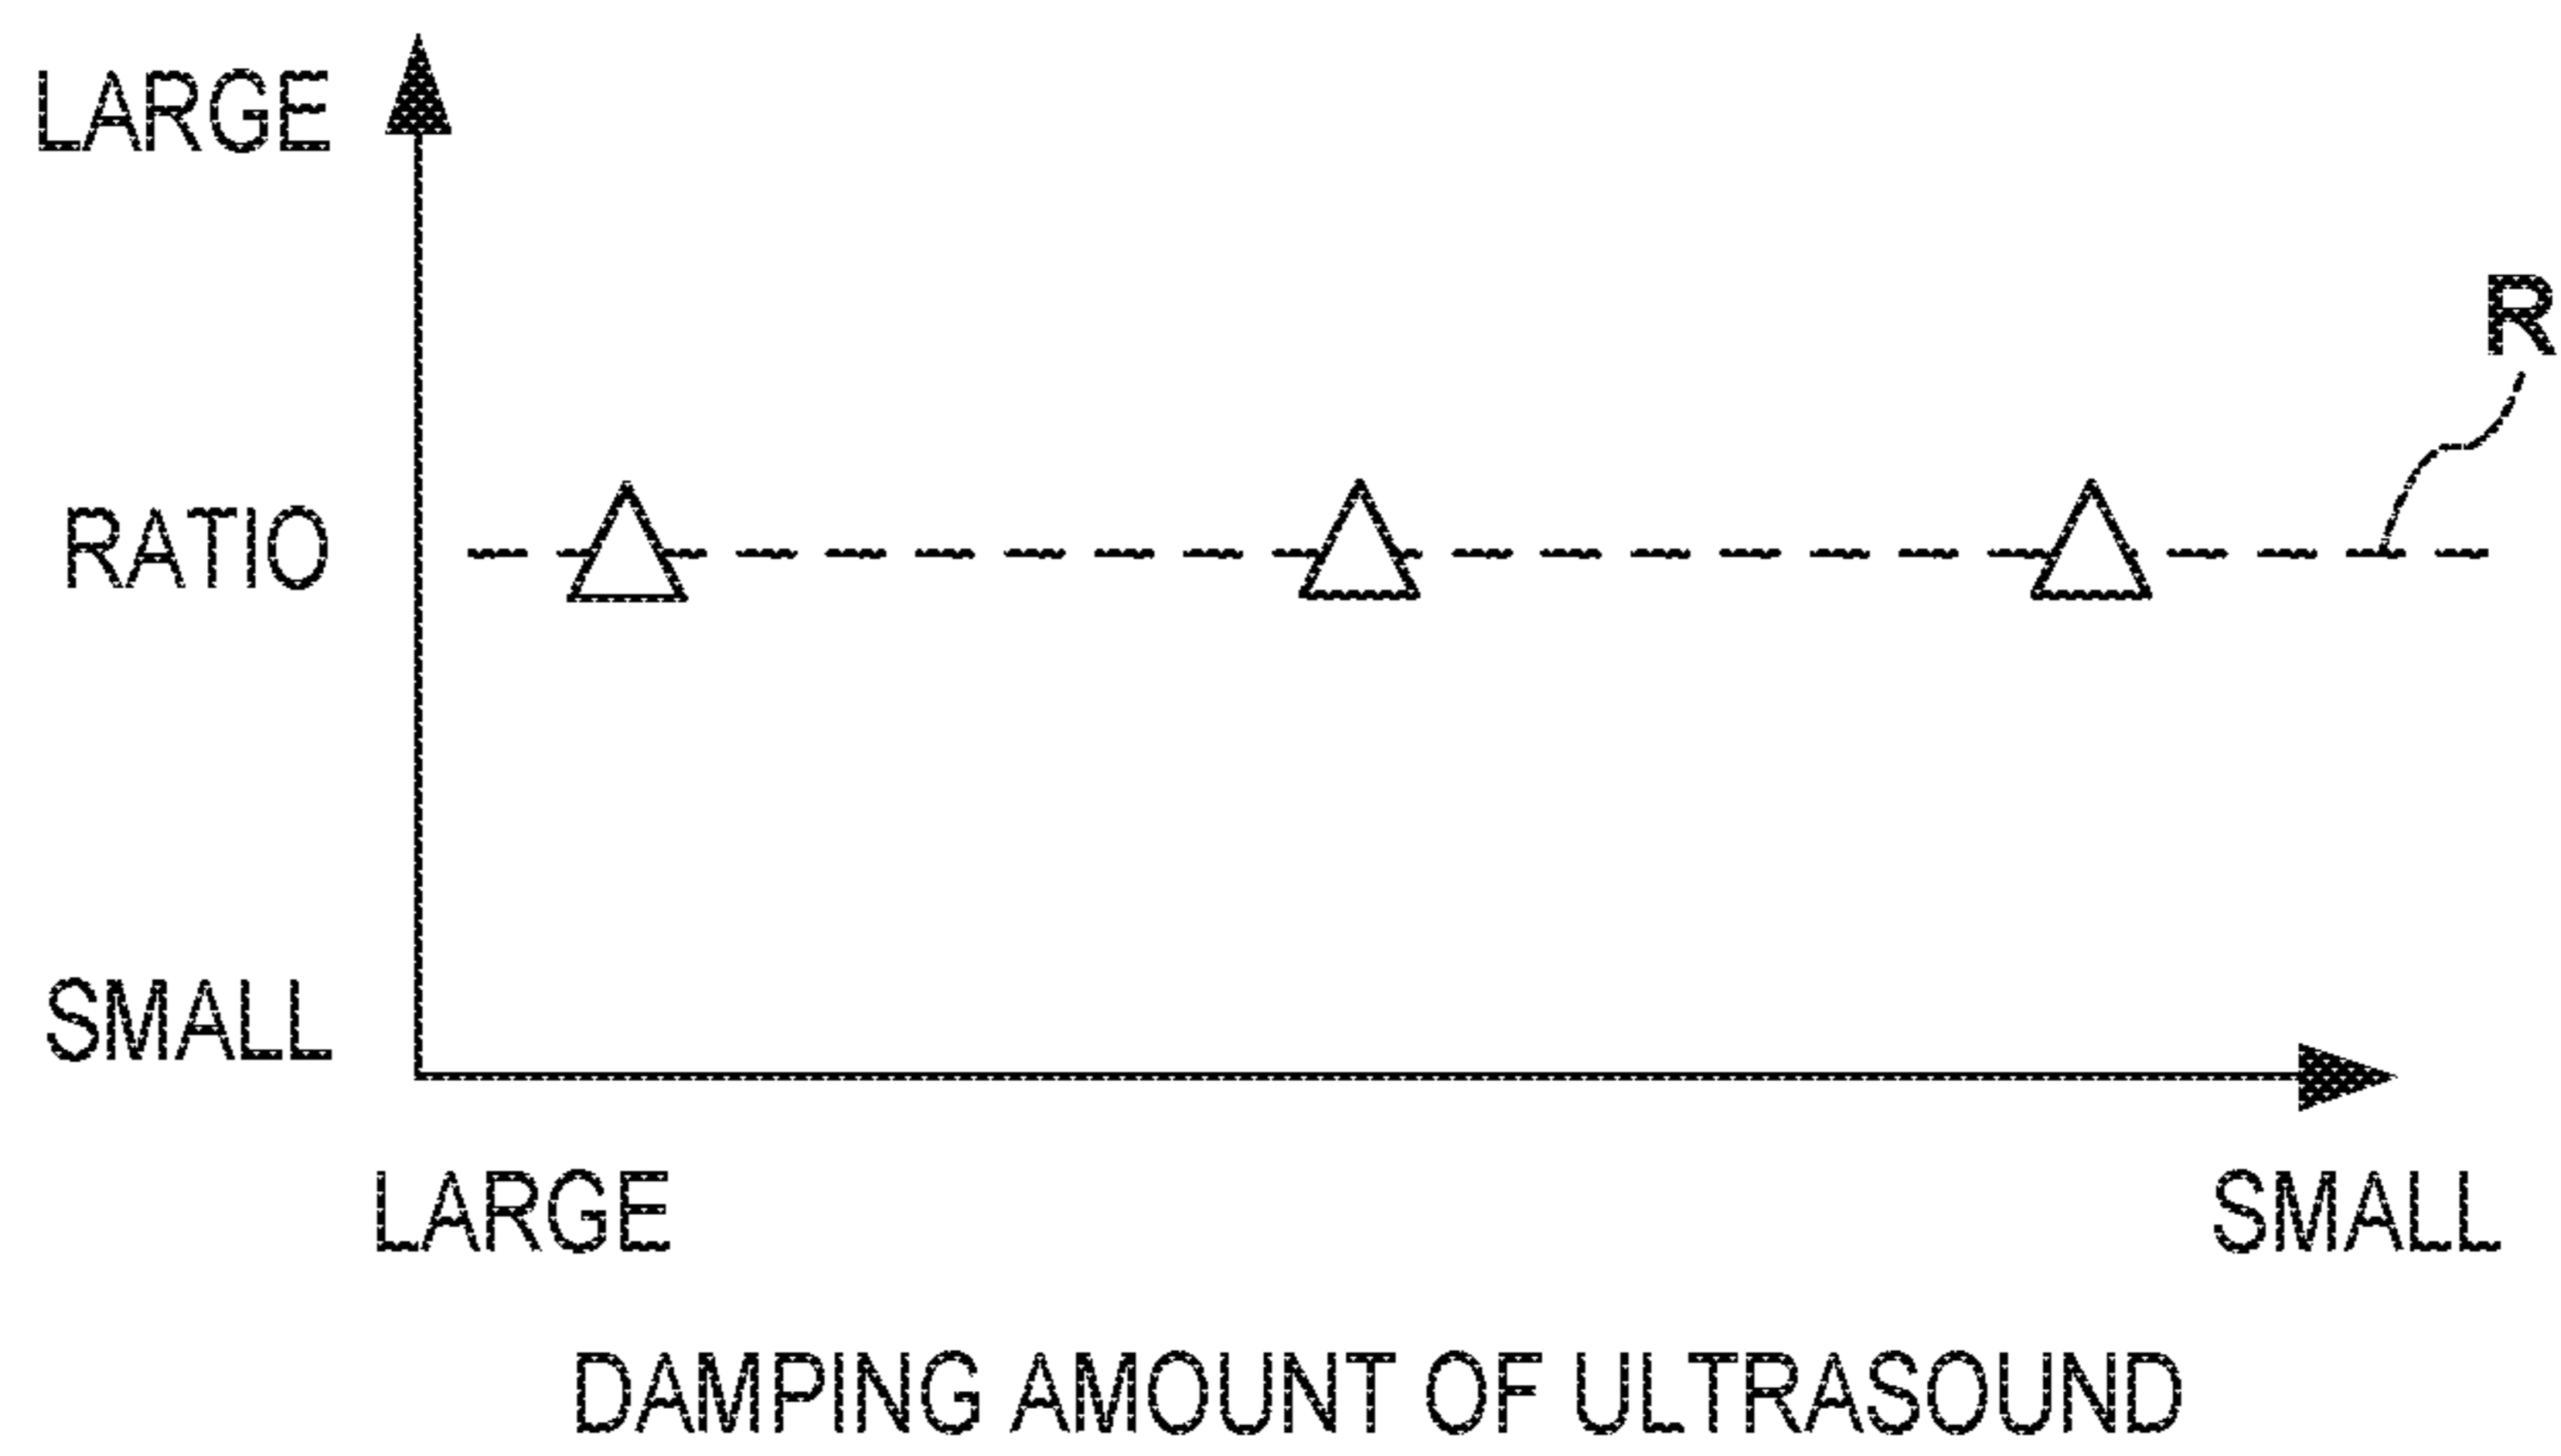 LARGE
R
RATIO
SMALL
LARGE
SMALL
DAMPING AMOUNT OF ULTRASOUND